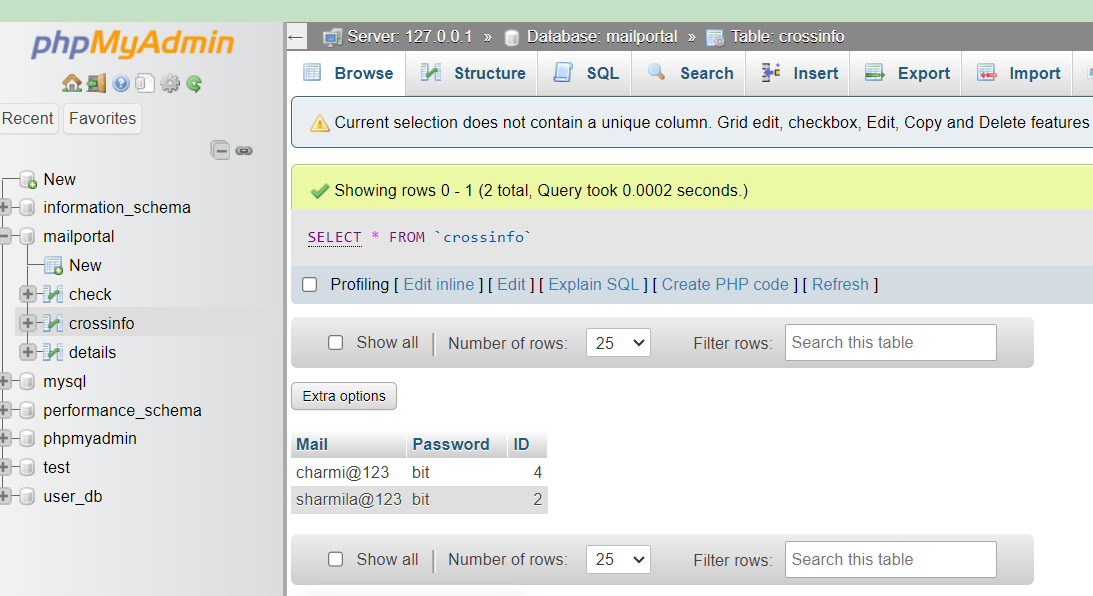 phpMyAdmin
Recent Favorites
New
information_schema
mailportal
New
check
crossinfo
details
mysql
performance_schema
phpmyadmin
test
user_db
← Server: 127.0.0.1 » Database: mailportal » Table: crossinfo
Browse Structure SQL Search Insert Export Import
Current selection does not contain a unique column. Grid edit, checkbox, Edit, Copy and Delete features
Showing rows 0 - 1 (2 total, Query took 0.0002 seconds.)
SELECT * FROM `crossinfo`
Profiling [ Edit inline ] [ Edit ] [ Explain SQL ] [ Create PHP code ] [ Refresh ]
Show all | Number of rows: 25 Filter rows: Search this table
Extra options
Mail Password ID
charmi@123 bit 4
sharmila@123 bit 2
Show all | Number of rows: 25 Filter rows: Search this table